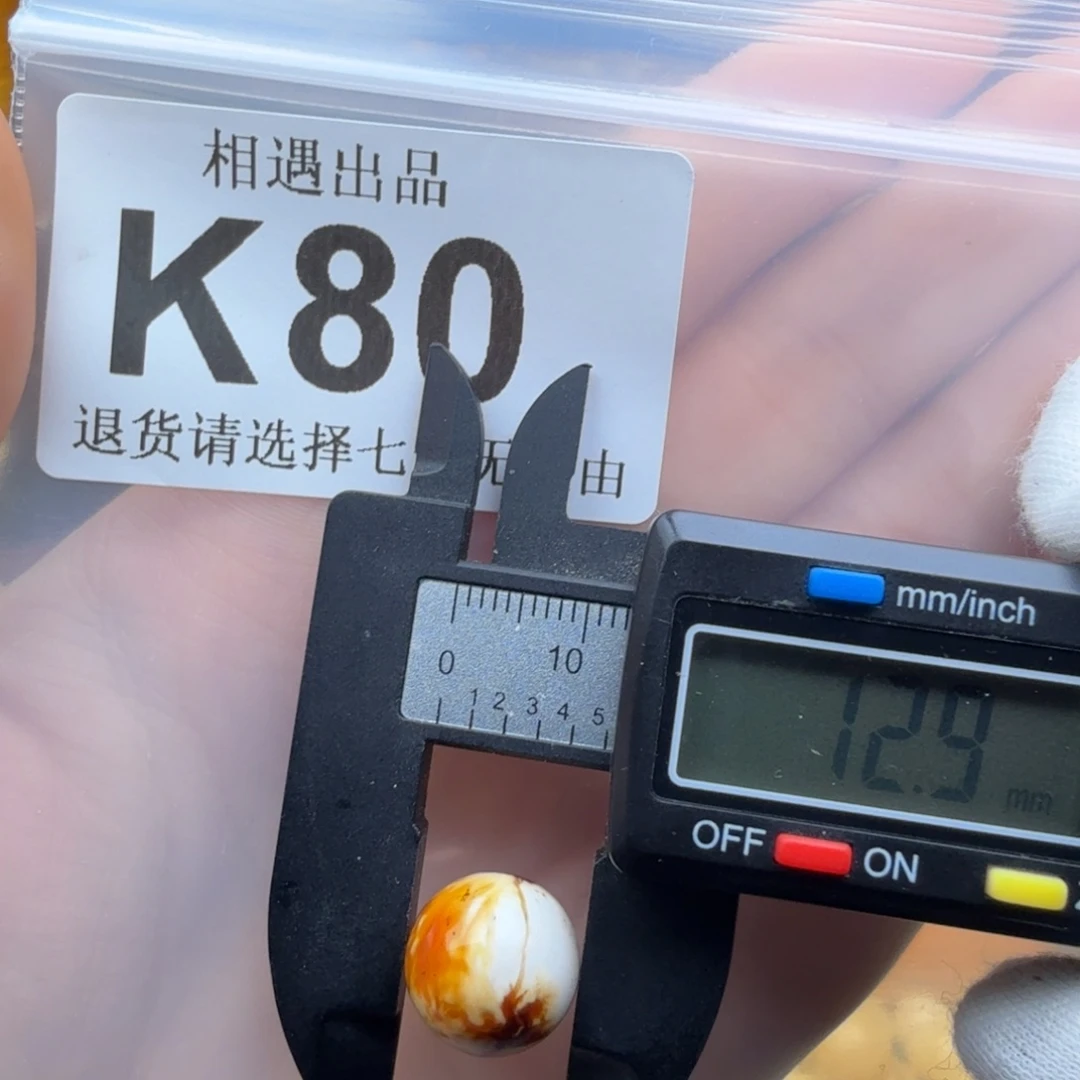 相遇出品
K80
退货请选择七 无 由
mm/inch
0 10
1 2 3 4 5
12.9 mm
OFF ON